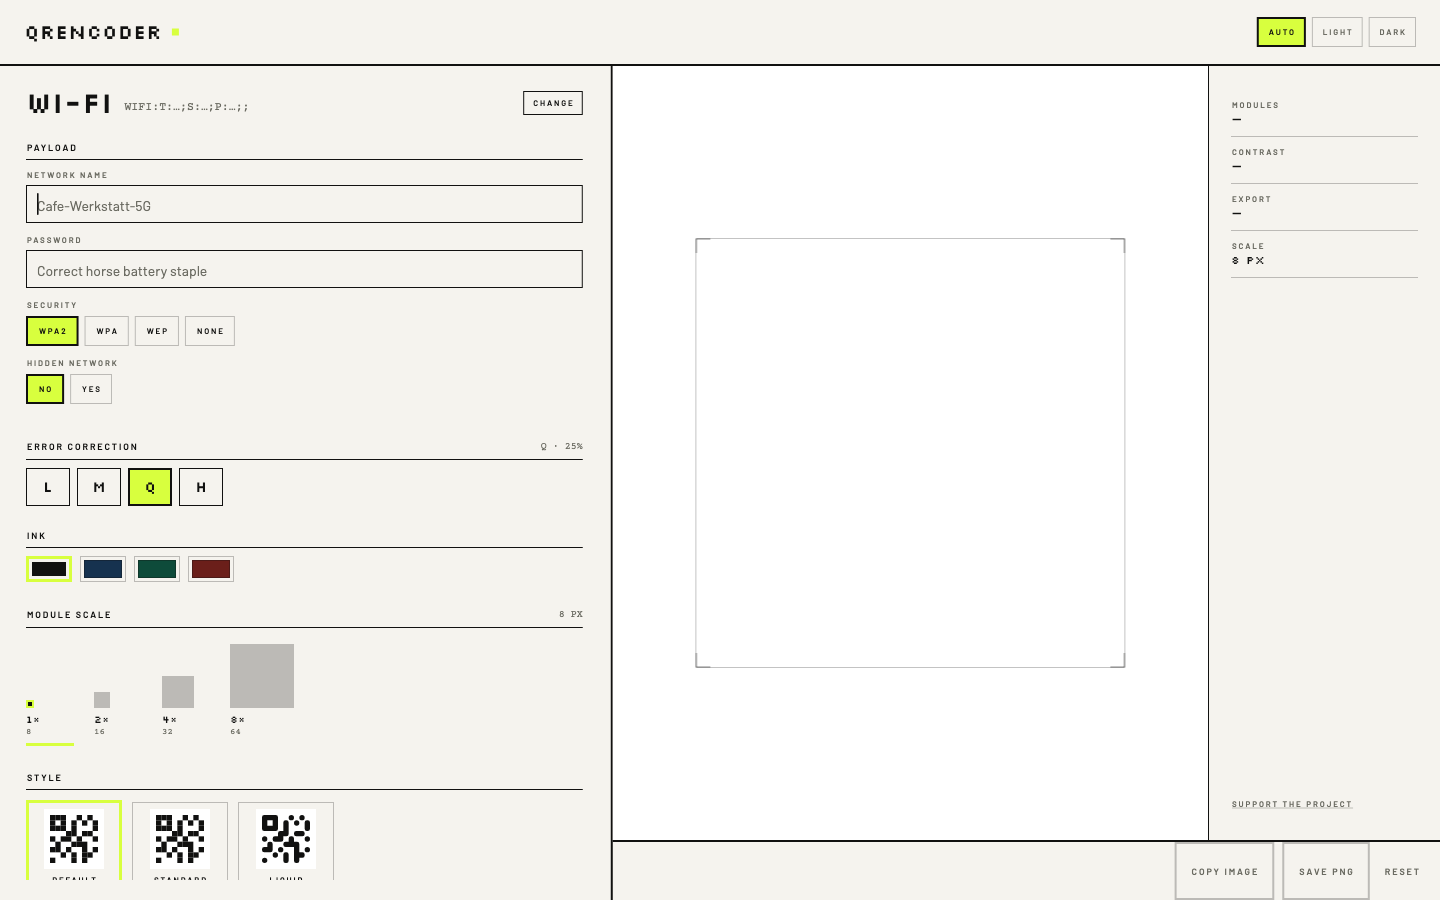 QRENCODER
AUTO LIGHT DARK
WI-FI WIFI:T:…;S:…;P:…;; CHANGE
PAYLOAD
NETWORK NAME
Cafe-Werkstatt-5G
PASSWORD
Correct horse battery staple
SECURITY
WPA2 WPA WEP NONE
HIDDEN NETWORK
NO YES
ERROR CORRECTION Q · 25%
L M Q H
INK
MODULE SCALE 8 PX
1× 2× 4× 8×
8 16 32 64
STYLE
DEFAULT STANDARD LIQUID
MODULES
—
CONTRAST
—
EXPORT
—
SCALE
8 PX
SUPPORT THE PROJECT
COPY IMAGE SAVE PNG RESET